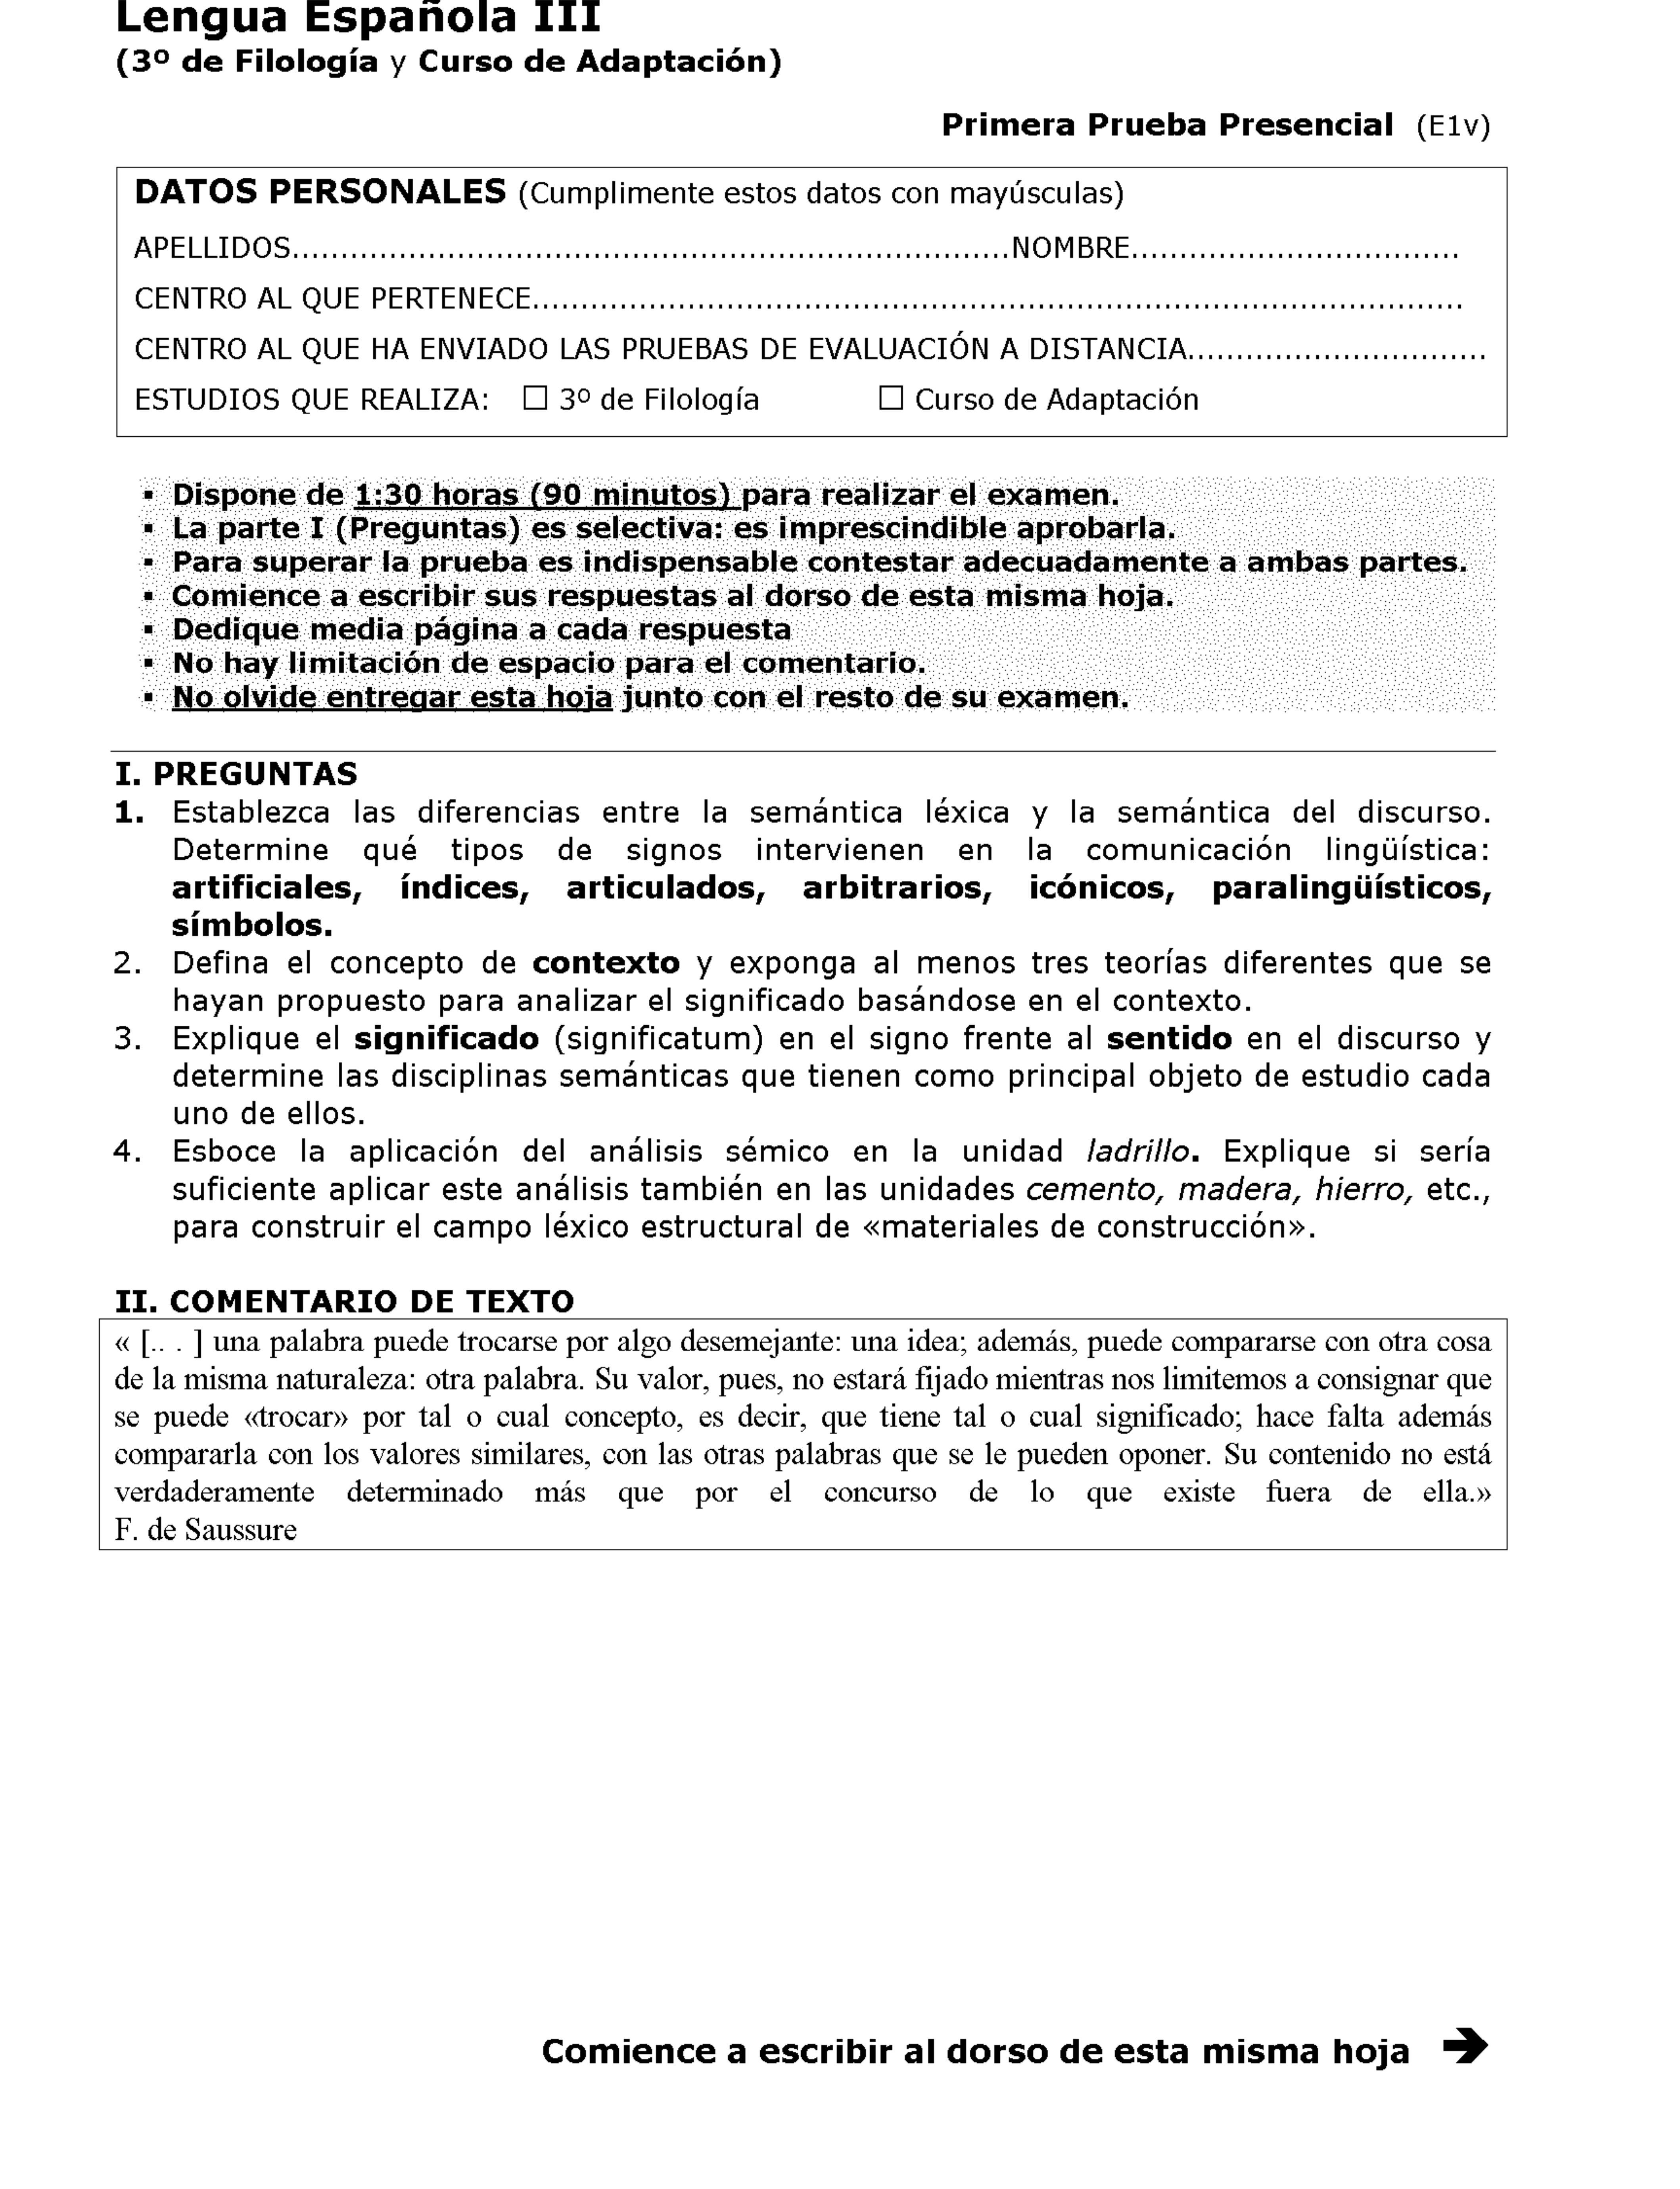 Lengua Española III
(3º de Filología y Curso de Adaptación)
Primera Prueba Presencial (E1v)
DATOS PERSONALES (Cumplimente estos datos con mayúsculas)
APELLIDOS..........................................................................NOMBRE..................................
CENTRO AL QUE PERTENECE................................................................................................
CENTRO AL QUE HA ENVIADO LAS PRUEBAS DE EVALUACIÓN A DISTANCIA...............................
ESTUDIOS QUE REALIZA: □ 3º de Filología □ Curso de Adaptación
▪ Dispone de 1:30 horas (90 minutos) para realizar el examen.
▪ La parte I (Preguntas) es selectiva: es imprescindible aprobarla.
▪ Para superar la prueba es indispensable contestar adecuadamente a ambas partes.
▪ Comience a escribir sus respuestas al dorso de esta misma hoja.
▪ Dedique media página a cada respuesta
▪ No hay limitación de espacio para el comentario.
▪ No olvide entregar esta hoja junto con el resto de su examen.
I. PREGUNTAS
1. Establezca las diferencias entre la semántica léxica y la semántica del discurso.
Determine qué tipos de signos intervienen en la comunicación lingüística:
artificiales, índices, articulados, arbitrarios, icónicos, paralingüísticos,
símbolos.
2. Defina el concepto de contexto y exponga al menos tres teorías diferentes que se
hayan propuesto para analizar el significado basándose en el contexto.
3. Explique el significado (significatum) en el signo frente al sentido en el discurso y
determine las disciplinas semánticas que tienen como principal objeto de estudio cada
uno de ellos.
4. Esboce la aplicación del análisis sémico en la unidad ladrillo. Explique si sería
suficiente aplicar este análisis también en las unidades cemento, madera, hierro, etc.,
para construir el campo léxico estructural de «materiales de construcción».
II. COMENTARIO DE TEXTO
« [.. . ] una palabra puede trocarse por algo desemejante: una idea; además, puede compararse con otra cosa
de la misma naturaleza: otra palabra. Su valor, pues, no estará fijado mientras nos limitemos a consignar que
se puede «trocar» por tal o cual concepto, es decir, que tiene tal o cual significado; hace falta además
compararla con los valores similares, con las otras palabras que se le pueden oponer. Su contenido no está
verdaderamente determinado más que por el concurso de lo que existe fuera de ella.»
F. de Saussure
Comience a escribir al dorso de esta misma hoja ➔